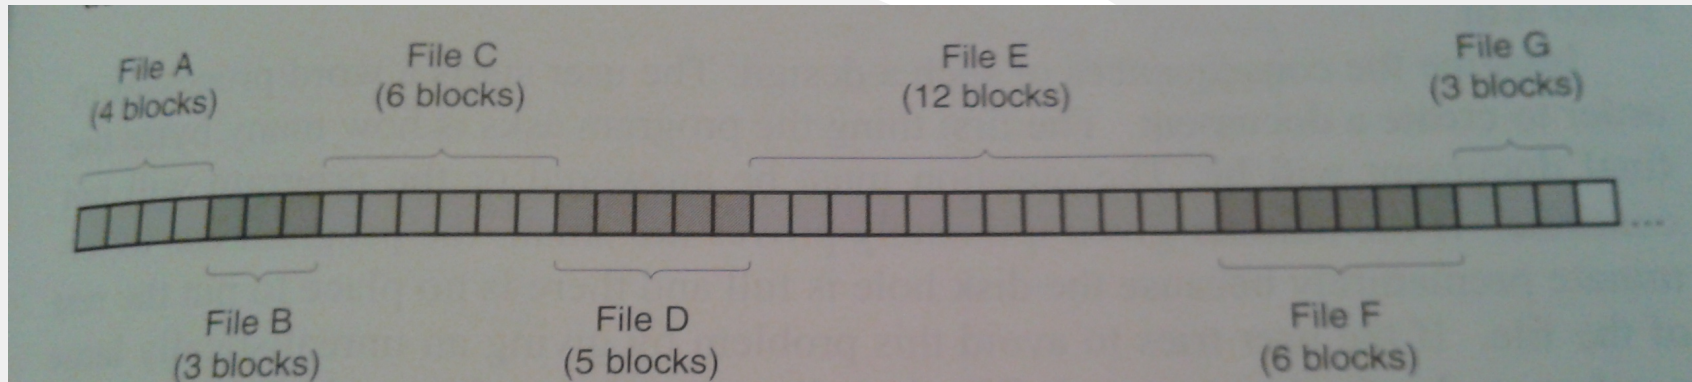 File A
(4 blocks)
File C
(6 blocks)
File E
(12 blocks)
File G
(3 blocks)
...
File B
(3 blocks)
File D
(5 blocks)
File F
(6 blocks)